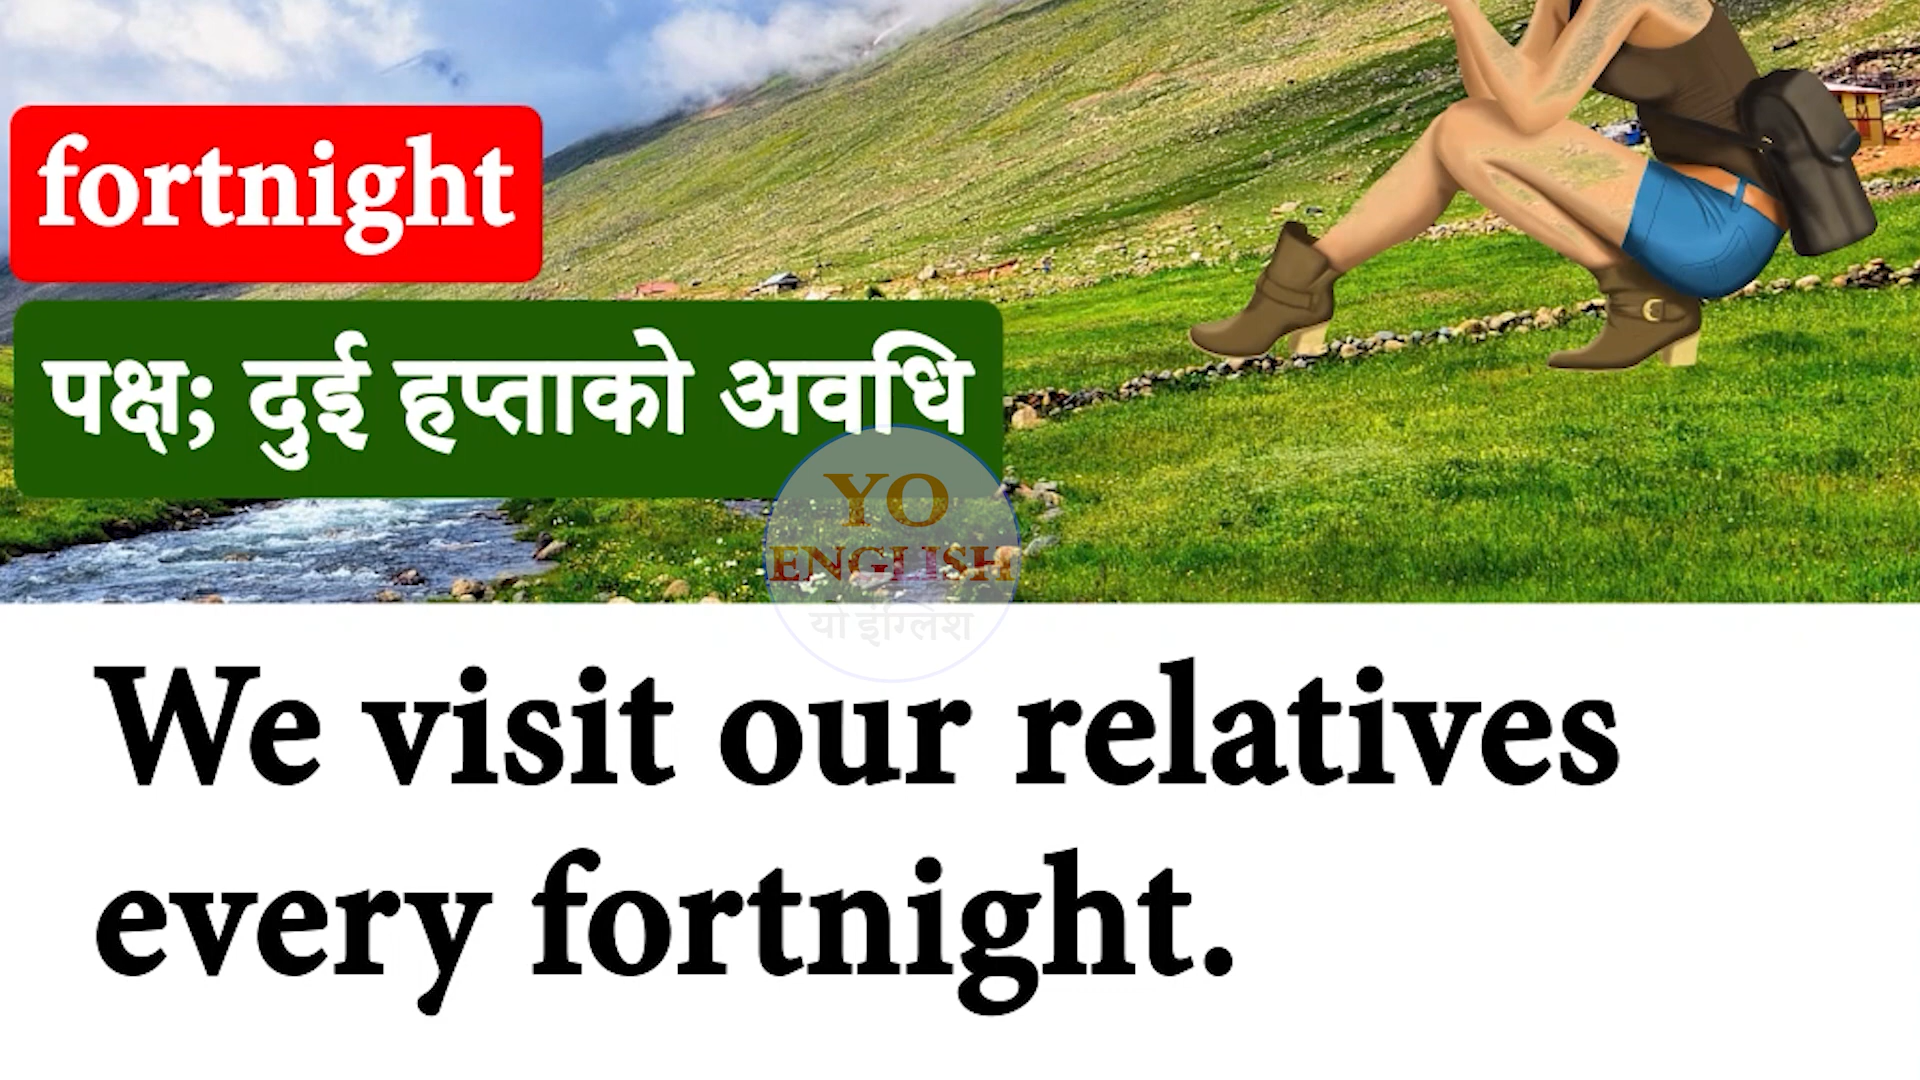 fortnight
पक्ष; दुई हप्ताको अवधि
YO
ENGLISH
यो इंग्लिश
We visit our relatives
every fortnight.